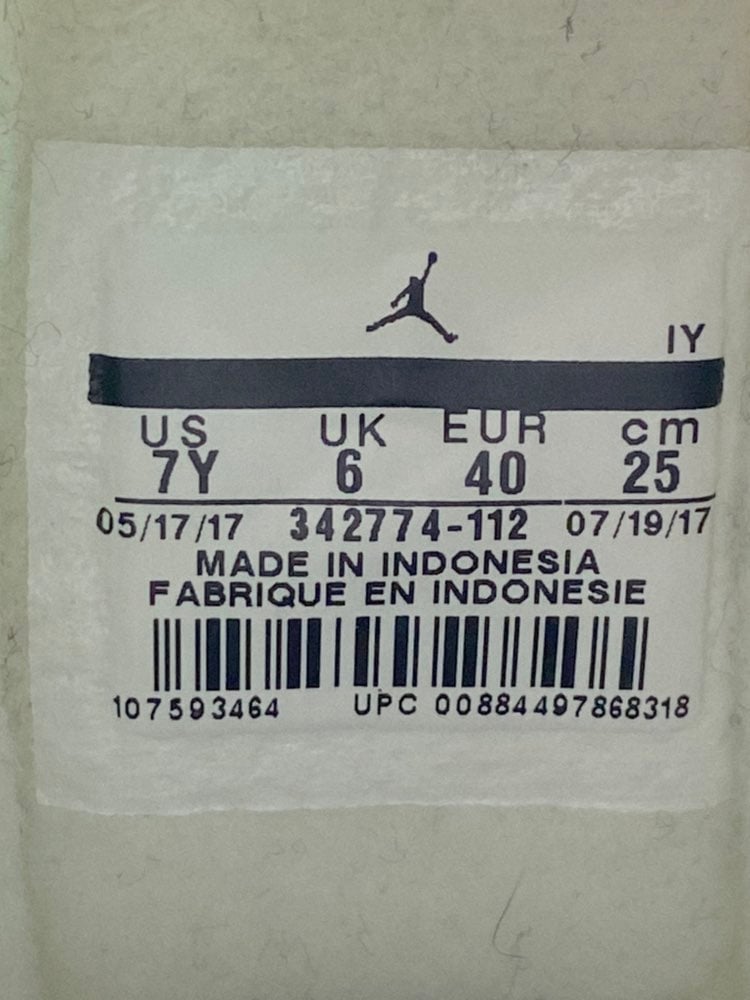 IY
US UK EUR cm
7Y 6 40 25
05/17/17 342774-112 07/19/17
MADE IN INDONESIA
FABRIQUE EN INDONESIE
107593464 UPC 00884497868318